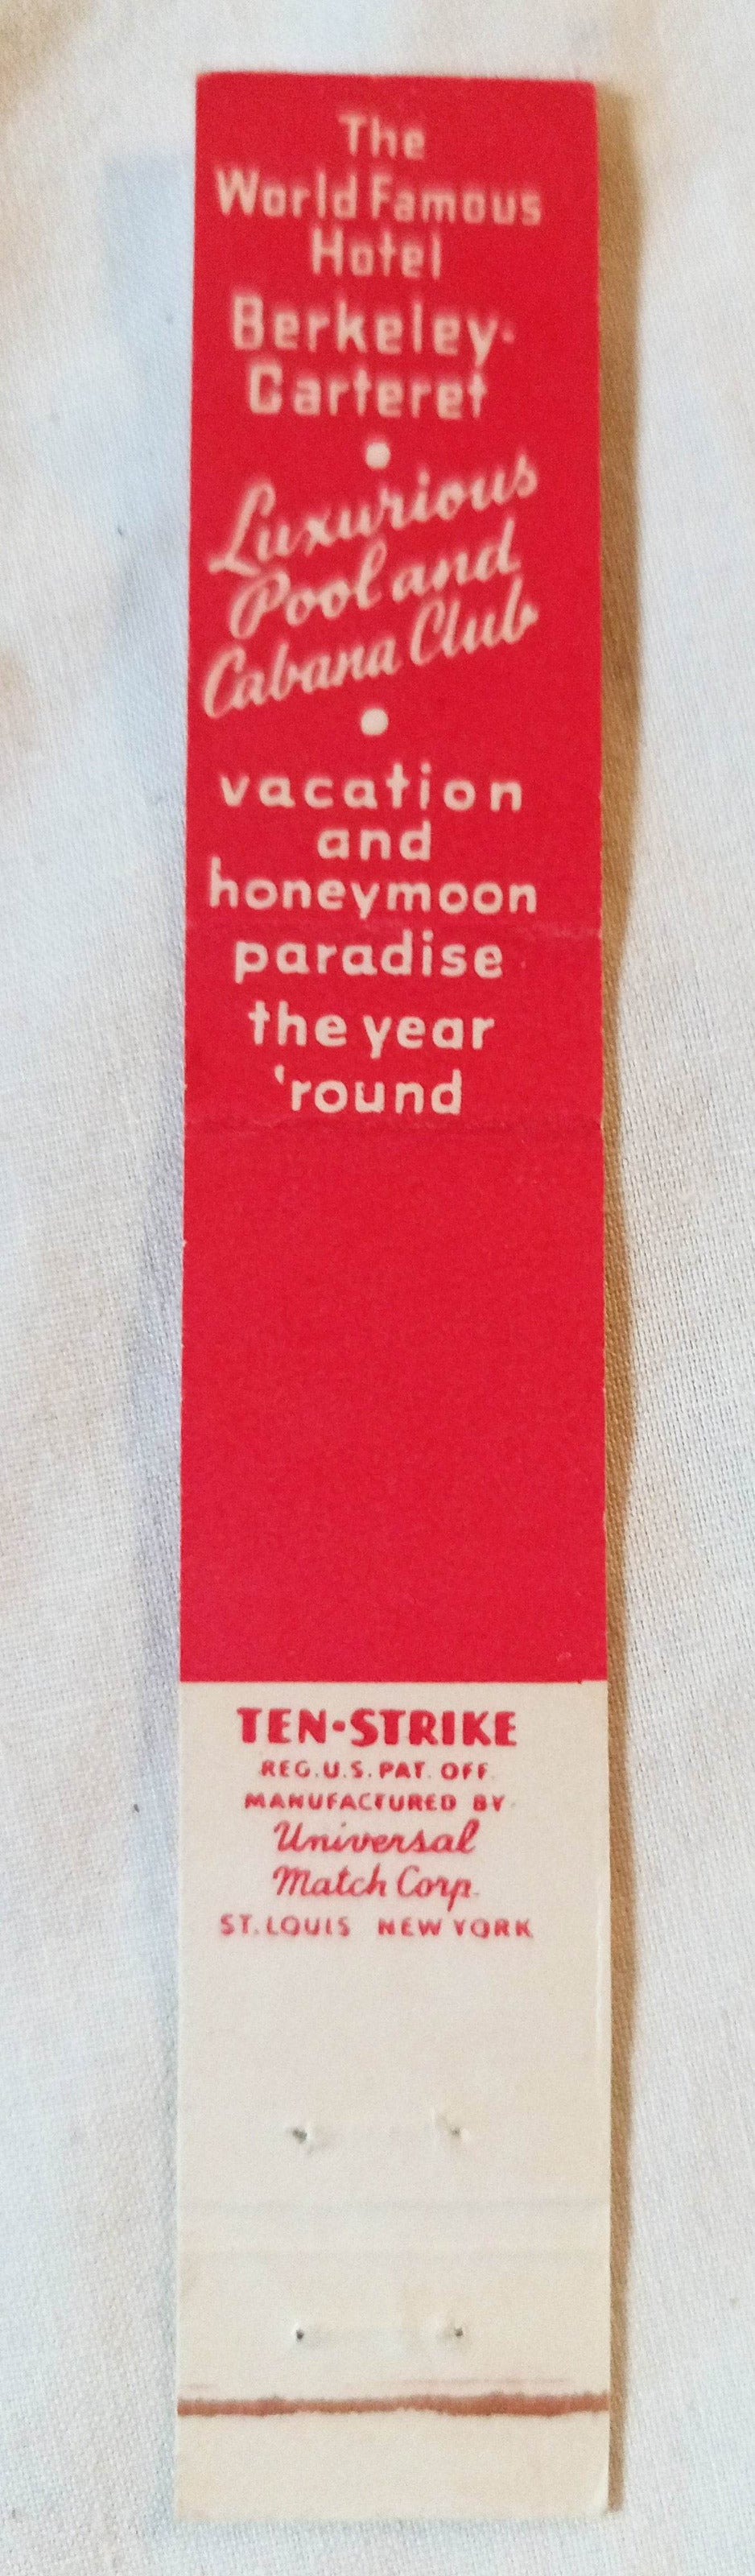 The
World Famous
Hotel
Berkeley-
Carteret
Luxurious
Pool and
Cabana Club
vacation
and
honeymoon
paradise
the year
'round
TEN-STRIKE
REG.U.S.PAT.OFF.
MANUFACTURED BY
Universal
Match Corp.
ST.LOUIS NEW YORK